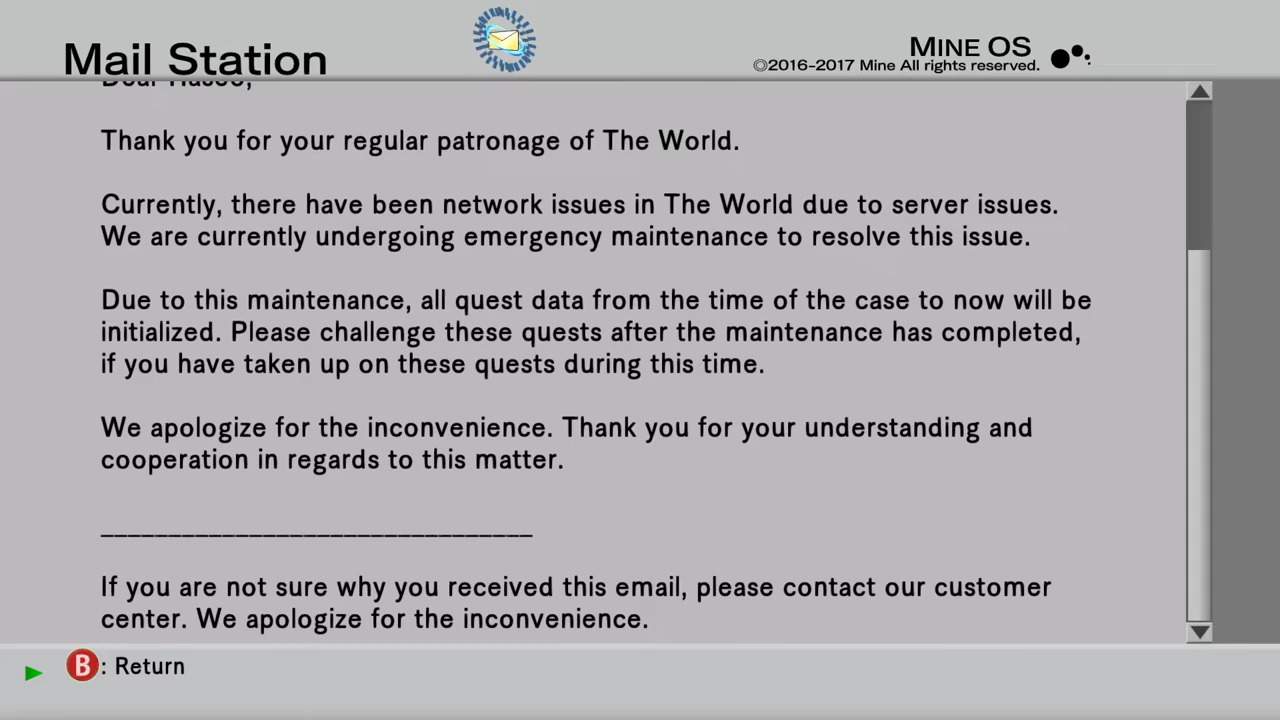 Mail Station
MINE OS
©2016-2017 Mine All rights reserved.
Dear Haseo,
Thank you for your regular patronage of The World.
Currently, there have been network issues in The World due to server issues.
We are currently undergoing emergency maintenance to resolve this issue.
Due to this maintenance, all quest data from the time of the case to now will be
initialized. Please challenge these quests after the maintenance has completed,
if you have taken up on these quests during this time.
We apologize for the inconvenience. Thank you for your understanding and
cooperation in regards to this matter.
________________________________
If you are not sure why you received this email, please contact our customer
center. We apologize for the inconvenience.
B: Return